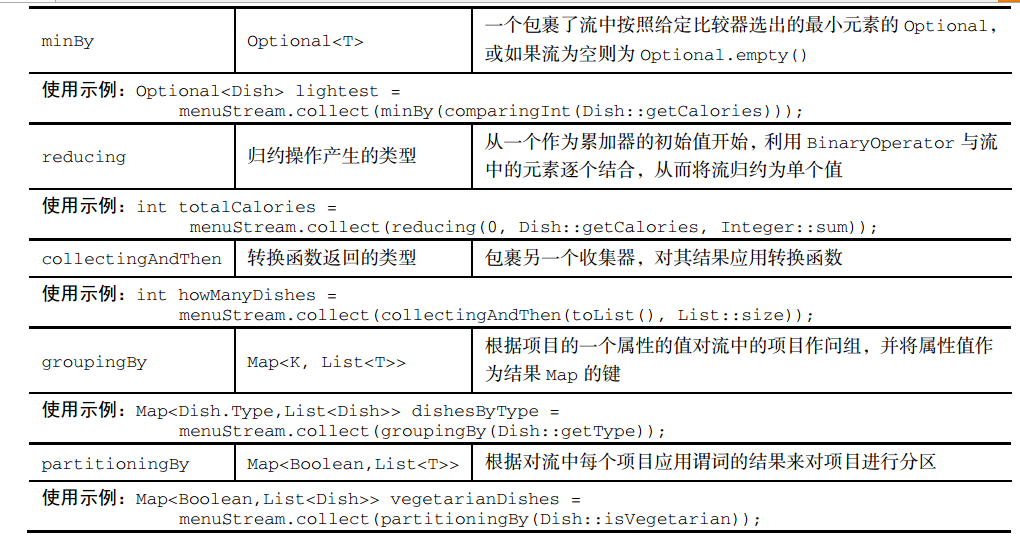 minBy Optional<T> 一个包裹了流中按照给定比较器选出的最小元素的 Optional，
或如果流为空则为 Optional.empty()
使用示例：Optional<Dish> lightest =
menuStream.collect(minBy(comparingInt(Dish::getCalories)));
reducing 归约操作产生的类型 从一个作为累加器的初始值开始，利用 BinaryOperator 与流
中的元素逐个结合，从而将流归约为单个值
使用示例：int totalCalories =
menuStream.collect(reducing(0, Dish::getCalories, Integer::sum));
collectingAndThen 转换函数返回的类型 包裹另一个收集器，对其结果应用转换函数
使用示例：int howManyDishes =
menuStream.collect(collectingAndThen(toList(), List::size));
groupingBy Map<K, List<T>> 根据项目的一个属性的值对流中的项目作问组，并将属性值作
为结果 Map 的键
使用示例：Map<Dish.Type,List<Dish>> dishesByType =
menuStream.collect(groupingBy(Dish::getType));
partitioningBy Map<Boolean,List<T>> 根据对流中每个项目应用谓词的结果来对项目进行分区
使用示例：Map<Boolean,List<Dish>> vegetarianDishes =
menuStream.collect(partitioningBy(Dish::isVegetarian));